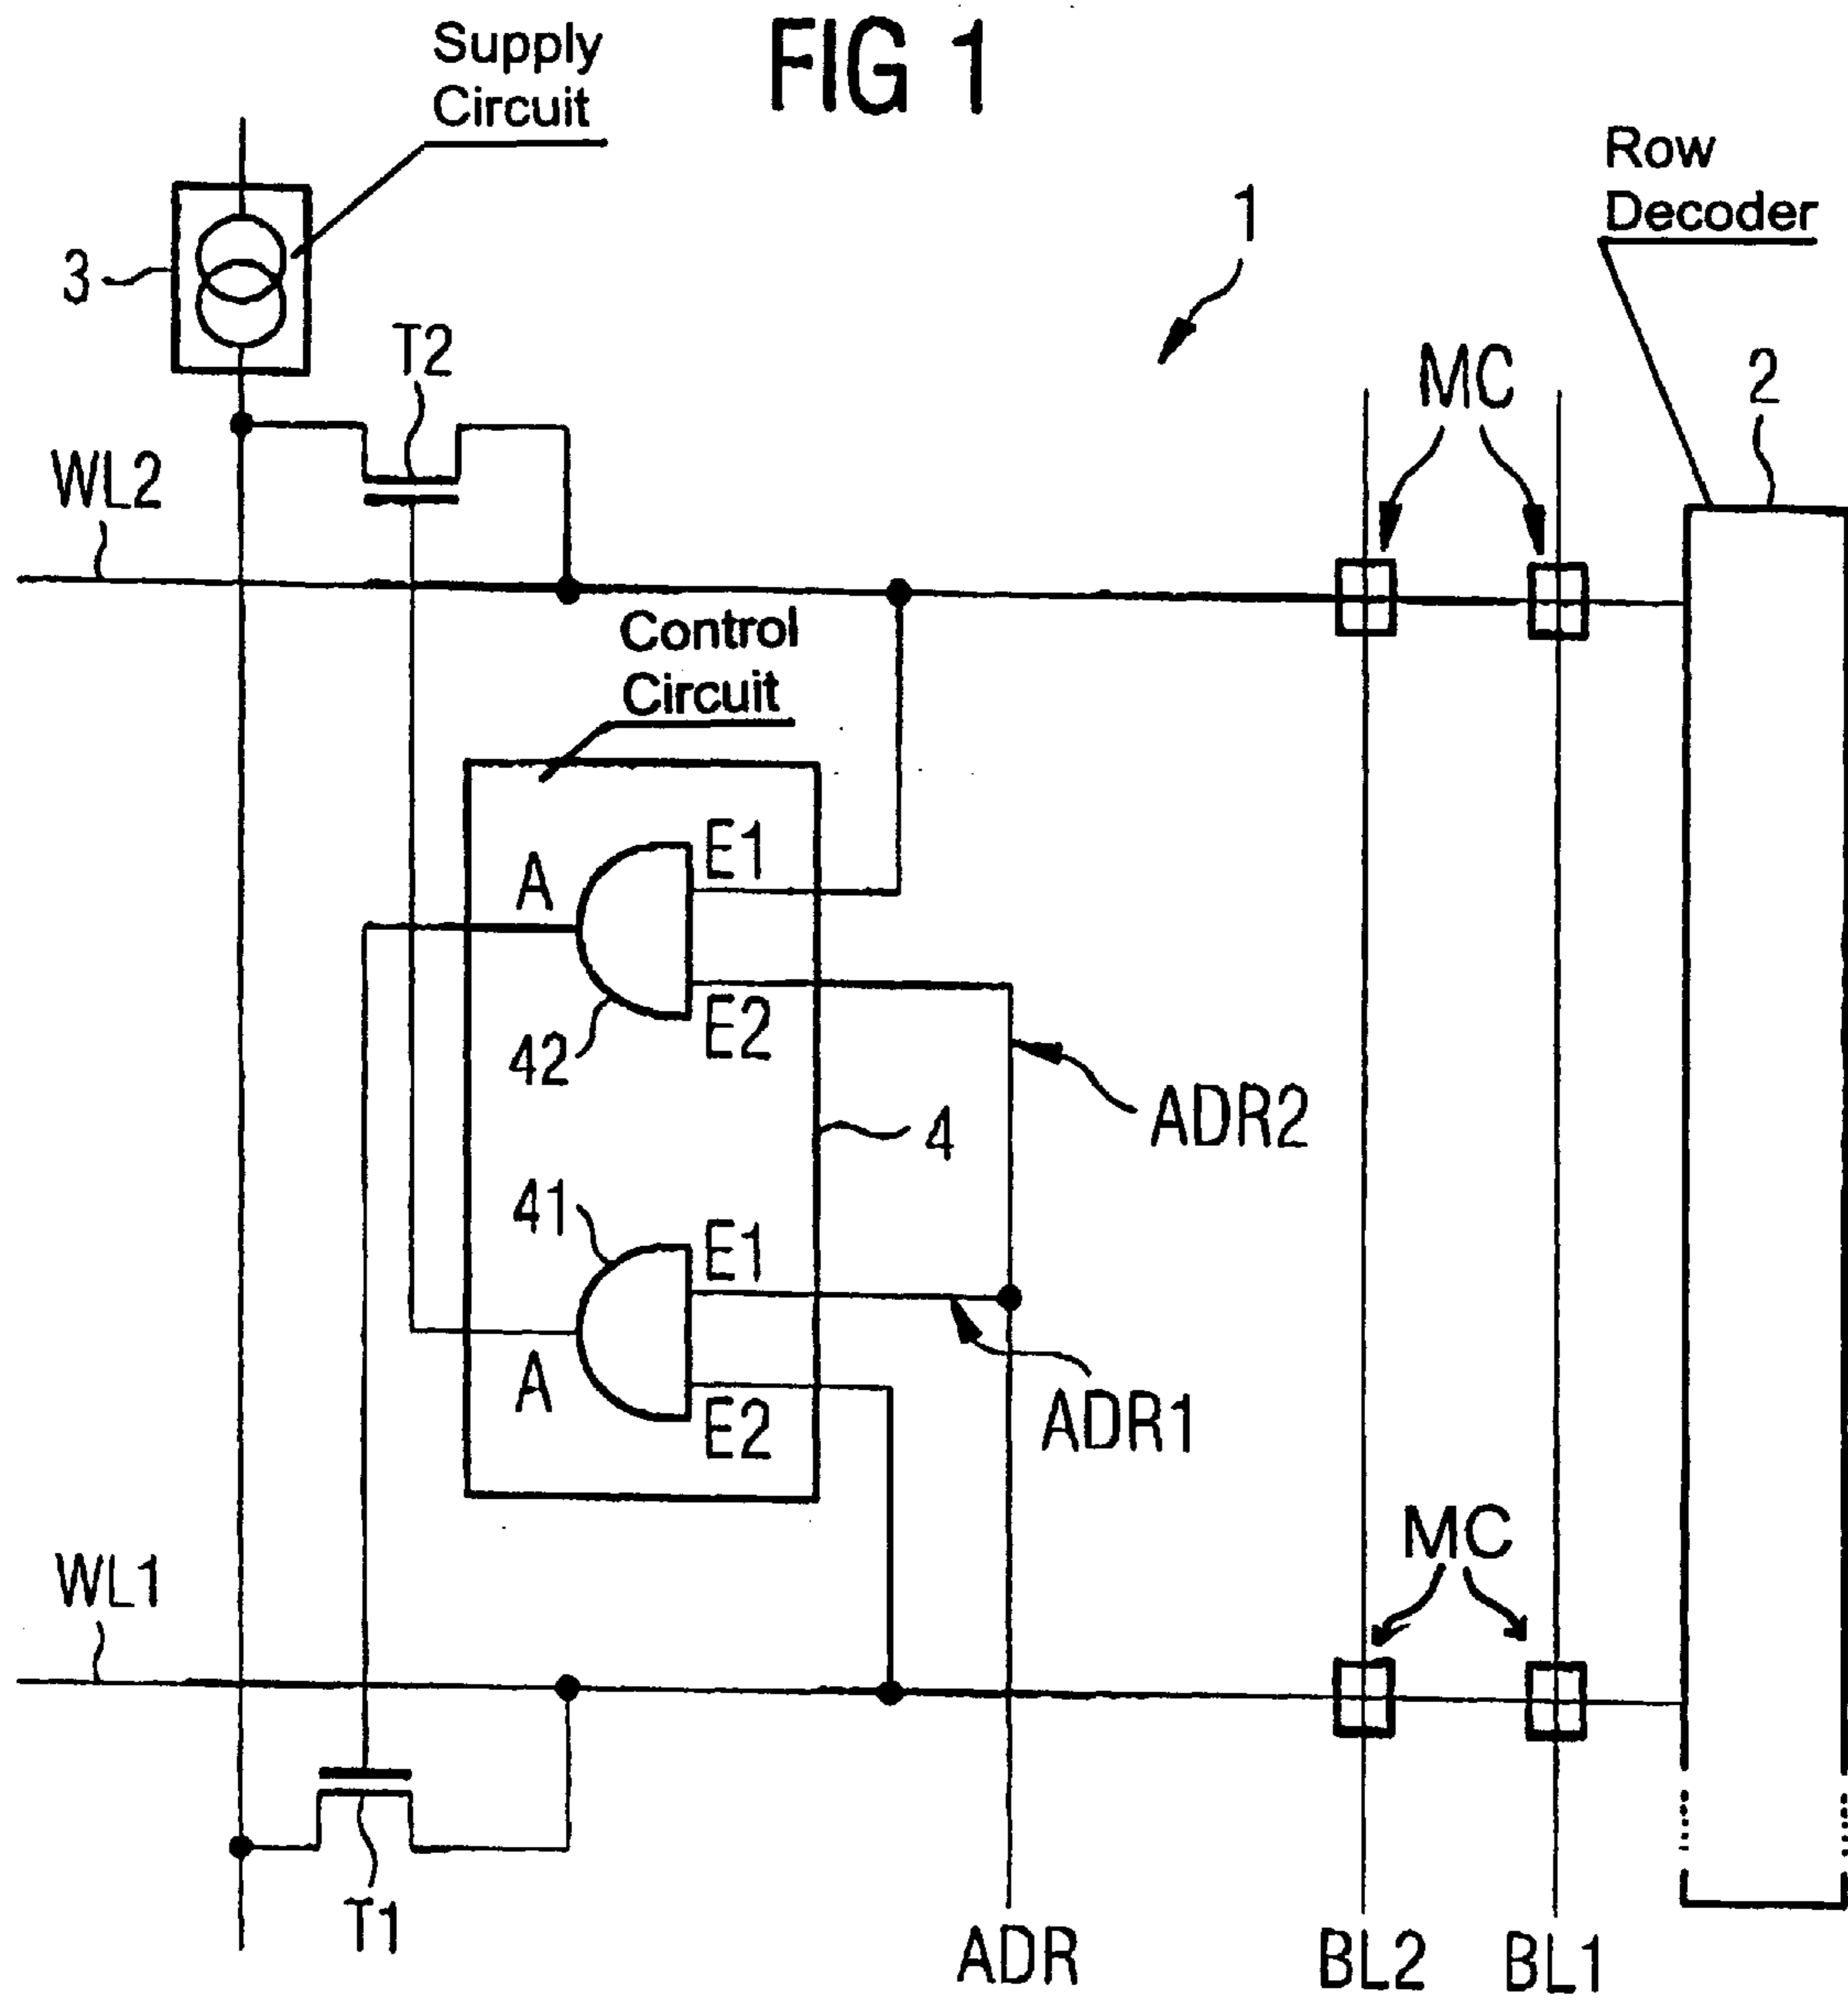 FIG 1
Supply
Circuit
Row
Decoder
1
3
T2
MC
2
WL2
Control
Circuit
A
E1
E2
42
ADR2
4
41
E1
A
E2
ADR1
MC
WL1
T1
ADR
BL2
BL1